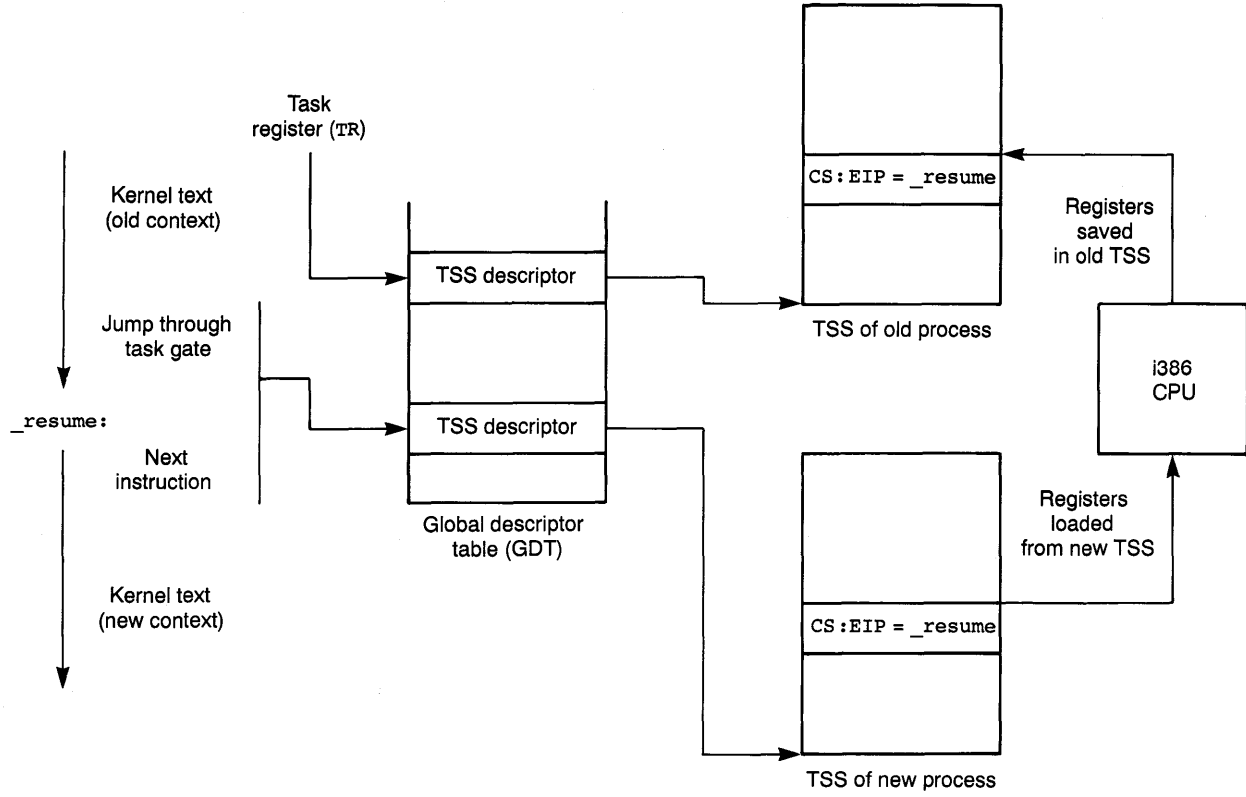 Task
register (TR)
Kernel text
(old context)
CS:EIP = _resume
Registers
saved
in old TSS
TSS descriptor
Jump through
task gate
TSS of old process
i386
CPU
_resume:
TSS descriptor
Next
instruction
Registers
loaded
from new TSS
Global descriptor
table (GDT)
Kernel text
(new context)
CS:EIP = _resume
TSS of new process